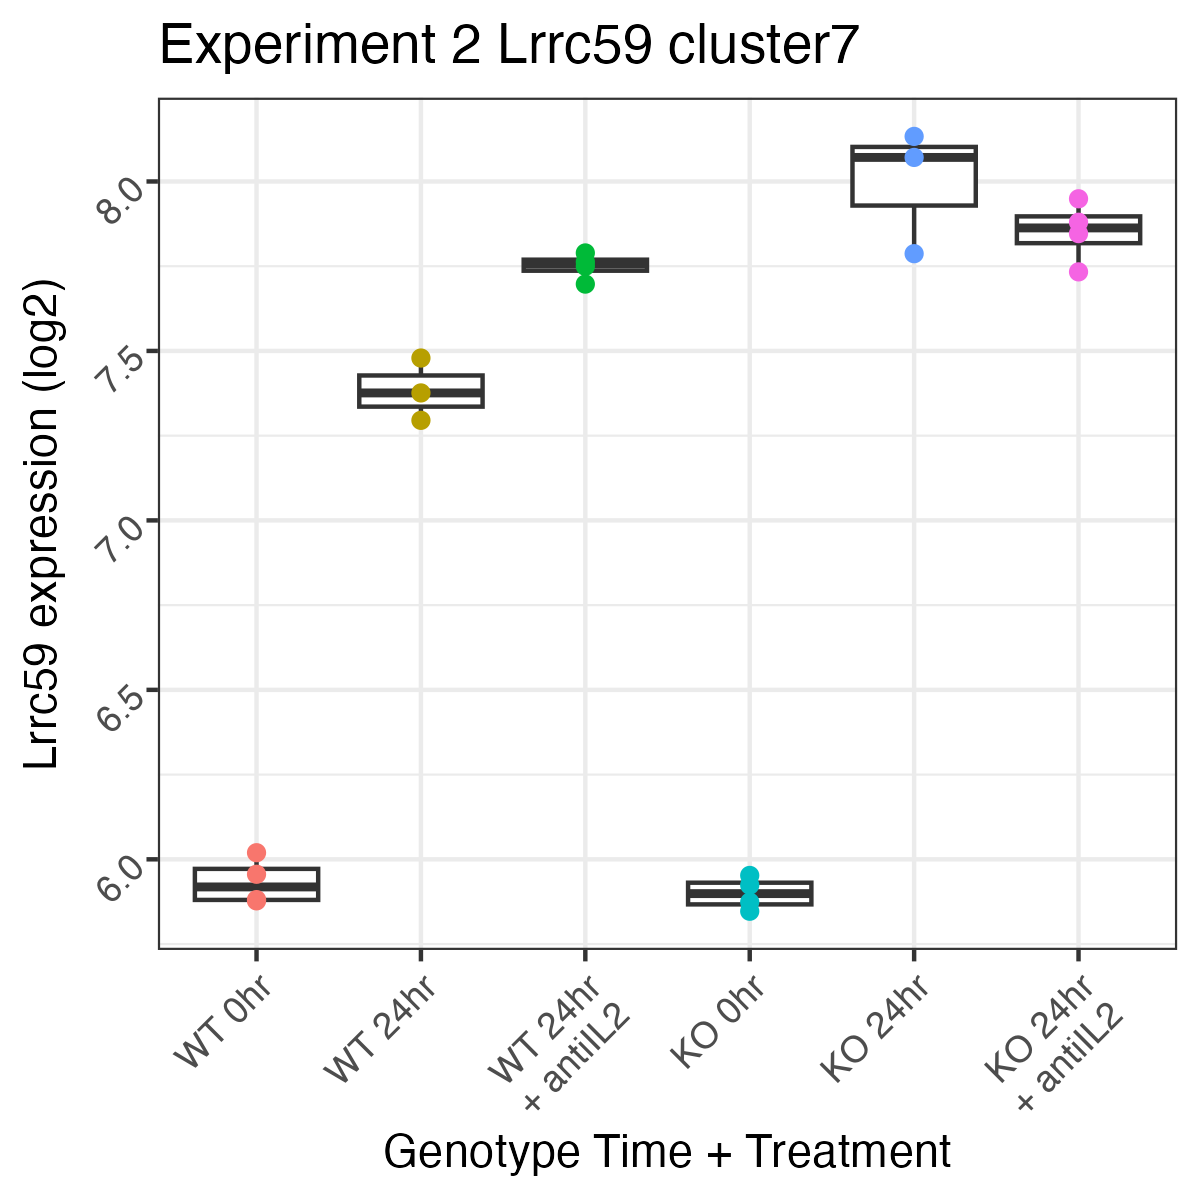 Experiment 2 Lrrc59 cluster7
Lrrc59 expression (log2)
8.0
7.5
7.0
6.5
6.0
WT 0hr
WT 24hr
WT 24hr
+ antiIL2
KO 0hr
KO 24hr
KO 24hr
+ antiIL2
Genotype Time + Treatment